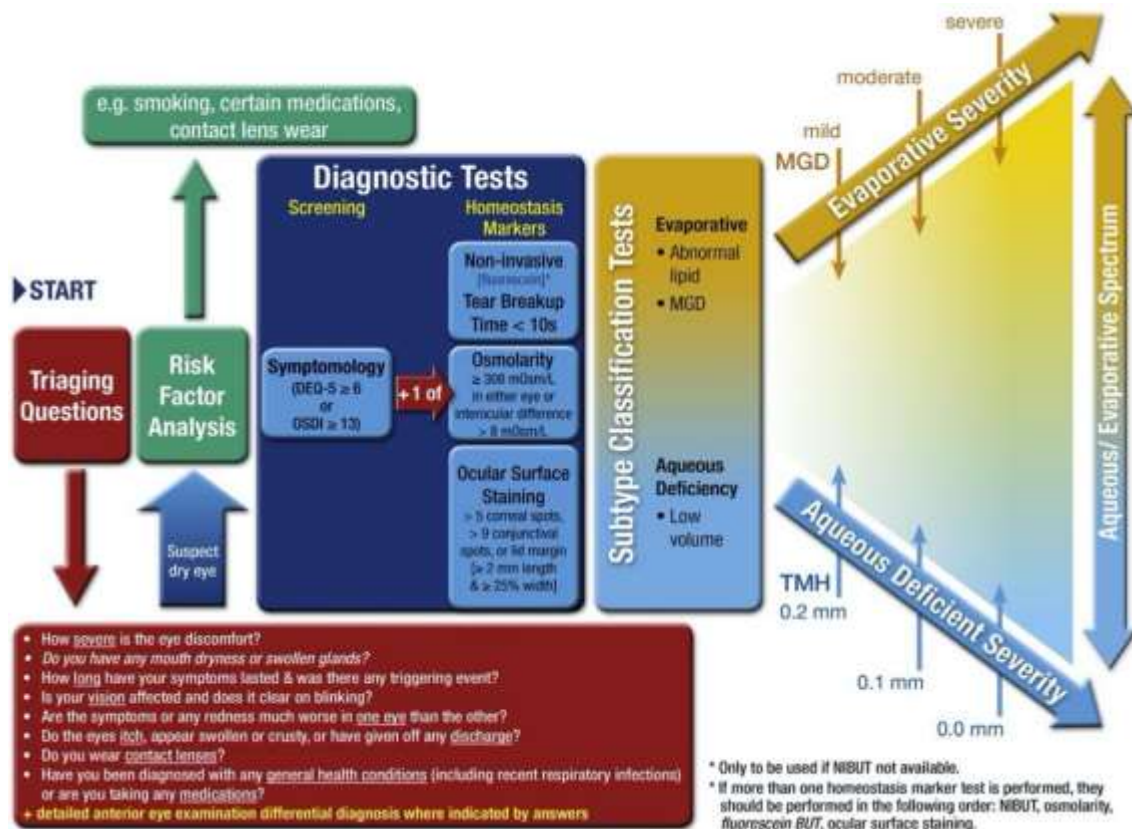 e.g. smoking, certain medications,
contact lens wear
START
Triaging
Questions
Risk
Factor
Analysis
Suspect
dry eye
Diagnostic Tests
Screening
Homeostasis
Markers
Symptomology
(DEQ-5 ≥ 6
or
OSDI ≥ 13)
+ 1 of
Non-invasive
[fluorescein]*
Tear Breakup
Time < 10s
Osmolarity
≥ 308 mOsm/L
in either eye or
interocular difference
> 8 mOsm/L
Ocular Surface
Staining
> 5 corneal spots,
> 9 conjunctival
spots, or lid margin
[≥ 2 mm length
& ≥ 25% width]
Subtype Classification Tests
Evaporative
• Abnormal
lipid
• MGD
Aqueous
Deficiency
• Low
volume
severe
moderate
mild
MGD
Evaporative Severity
Aqueous/ Evaporative Spectrum
Aqueous Deficient Severity
TMH
0.2 mm
0.1 mm
0.0 mm
• How severe is the eye discomfort?
• Do you have any mouth dryness or swollen glands?
• How long have your symptoms lasted & was there any triggering event?
• Is your vision affected and does it clear on blinking?
• Are the symptoms or any redness much worse in one eye than the other?
• Do the eyes itch, appear swollen or crusty, or have given off any discharge?
• Do you wear contact lenses?
• Have you been diagnosed with any general health conditions (including recent respiratory infections)
or are you taking any medications?
+ detailed anterior eye examination differential diagnosis where indicated by answers
* Only to be used if NIBUT not available.
* If more than one homeostasis marker test is performed, they
should be performed in the following order: NIBUT, osmolarity,
fluorescein BUT, ocular surface staining.